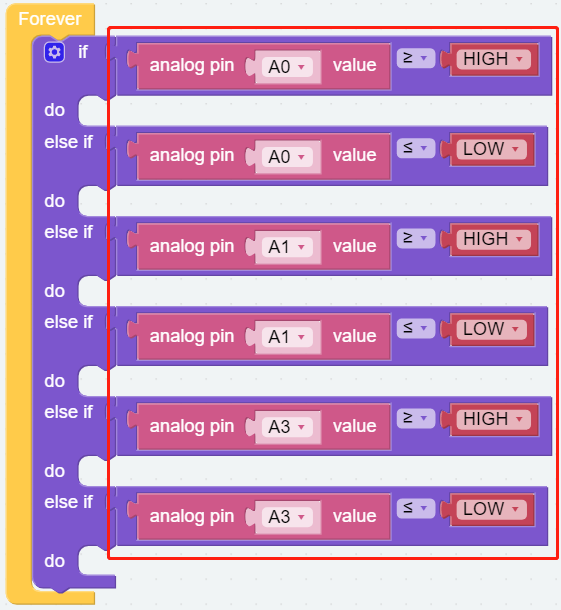 Forever
if analog pin A0 value ≥ HIGH
do
else if analog pin A0 value ≤ LOW
do
else if analog pin A1 value ≥ HIGH
do
else if analog pin A1 value ≤ LOW
do
else if analog pin A3 value ≥ HIGH
do
else if analog pin A3 value ≤ LOW
do